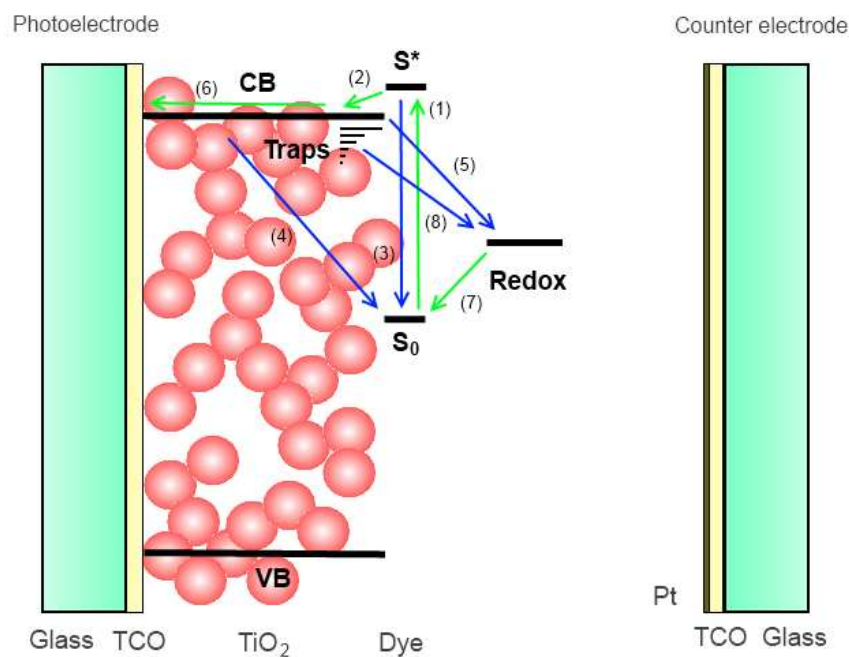 Photoelectrode
Counter electrode
S*
(6)
CB
(2)
(1)
Traps
(5)
(8)
(4)
(3)
Redox
(7)
S₀
VB
Pt
Glass TCO TiO₂ Dye TCO Glass